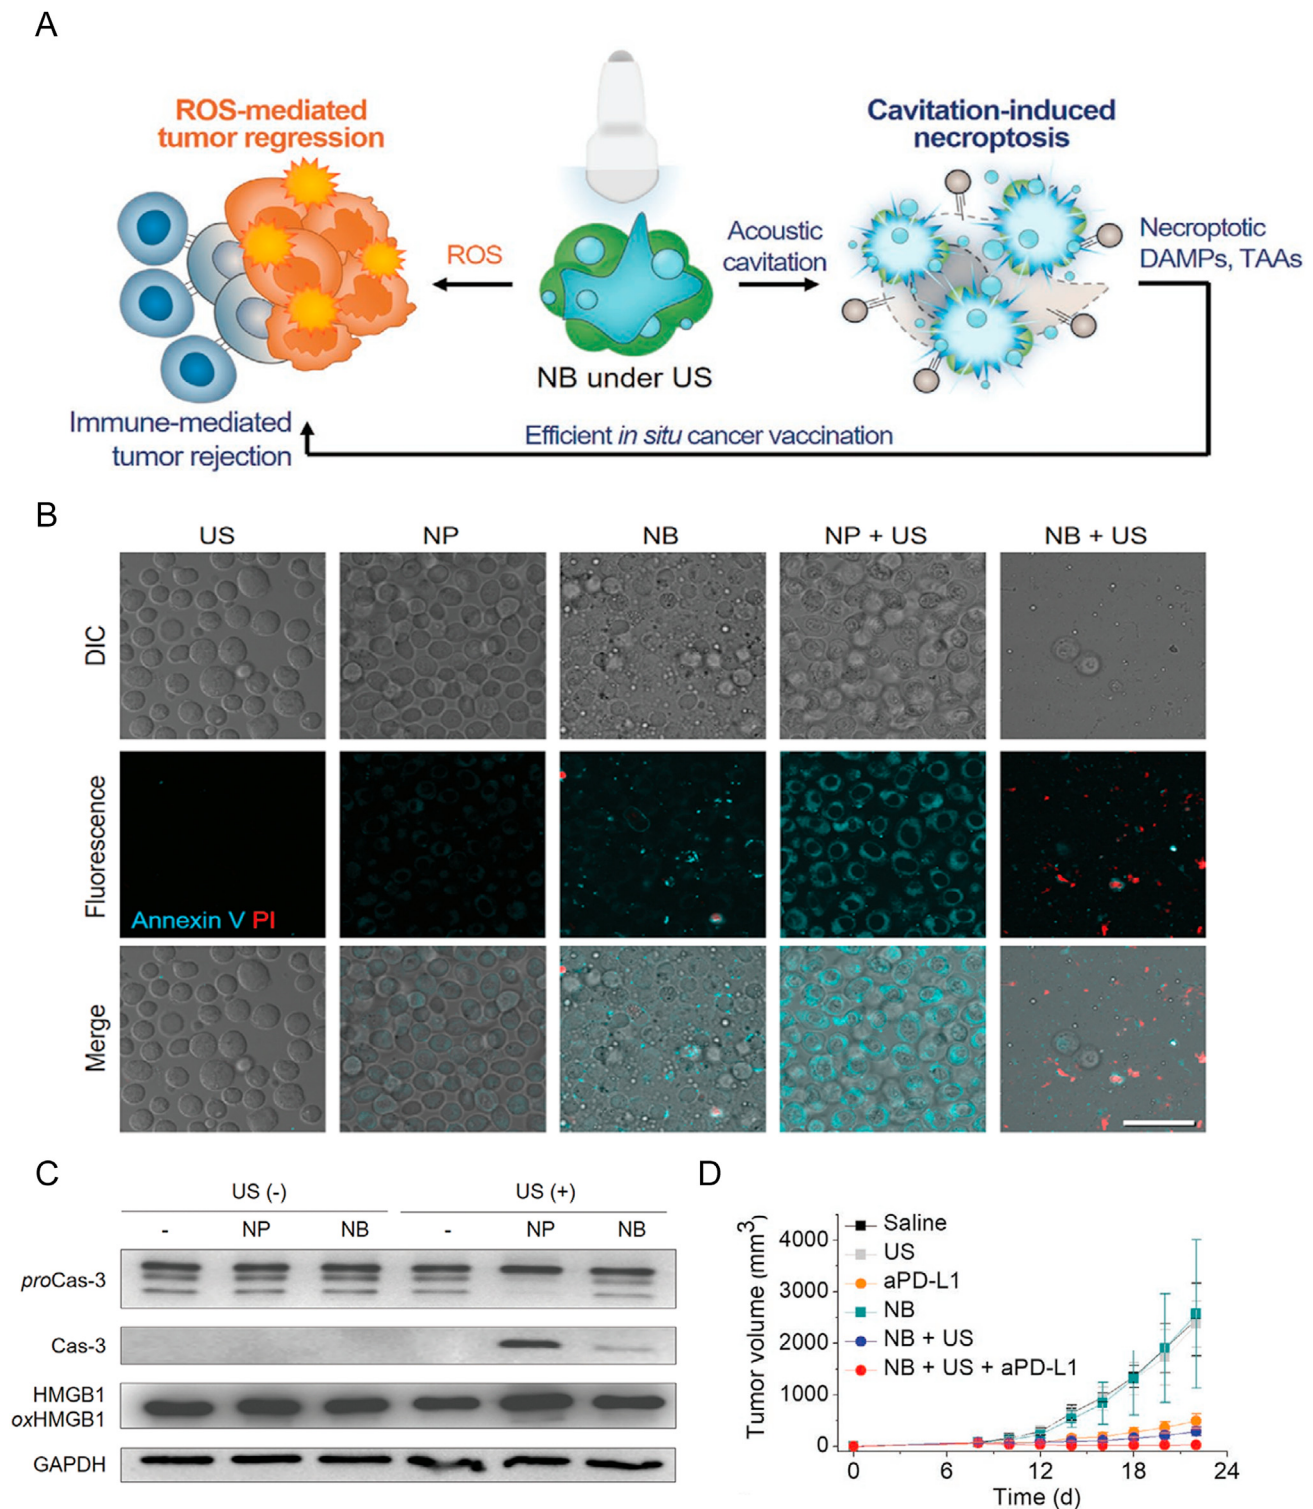 A
ROS-mediated
tumor regression
Cavitation-induced
necroptosis
ROS
Acoustic
cavitation
Necroptotic
DAMPs, TAAs
NB under US
Immune-mediated
tumor rejection
Efficient in situ cancer vaccination
B
US NP NB NP + US NB + US
DIC
Fluorescence
Annexin V PI
Merge
C
US (-) US (+)
- NP NB - NP NB
proCas-3
Cas-3
HMGB1
oxHMGB1
GAPDH
D
Tumor volume (mm3)
4000
3000
2000
1000
0
Saline
US
aPD-L1
NB
NB + US
NB + US + aPD-L1
0 6 12 18 24
Time (d)